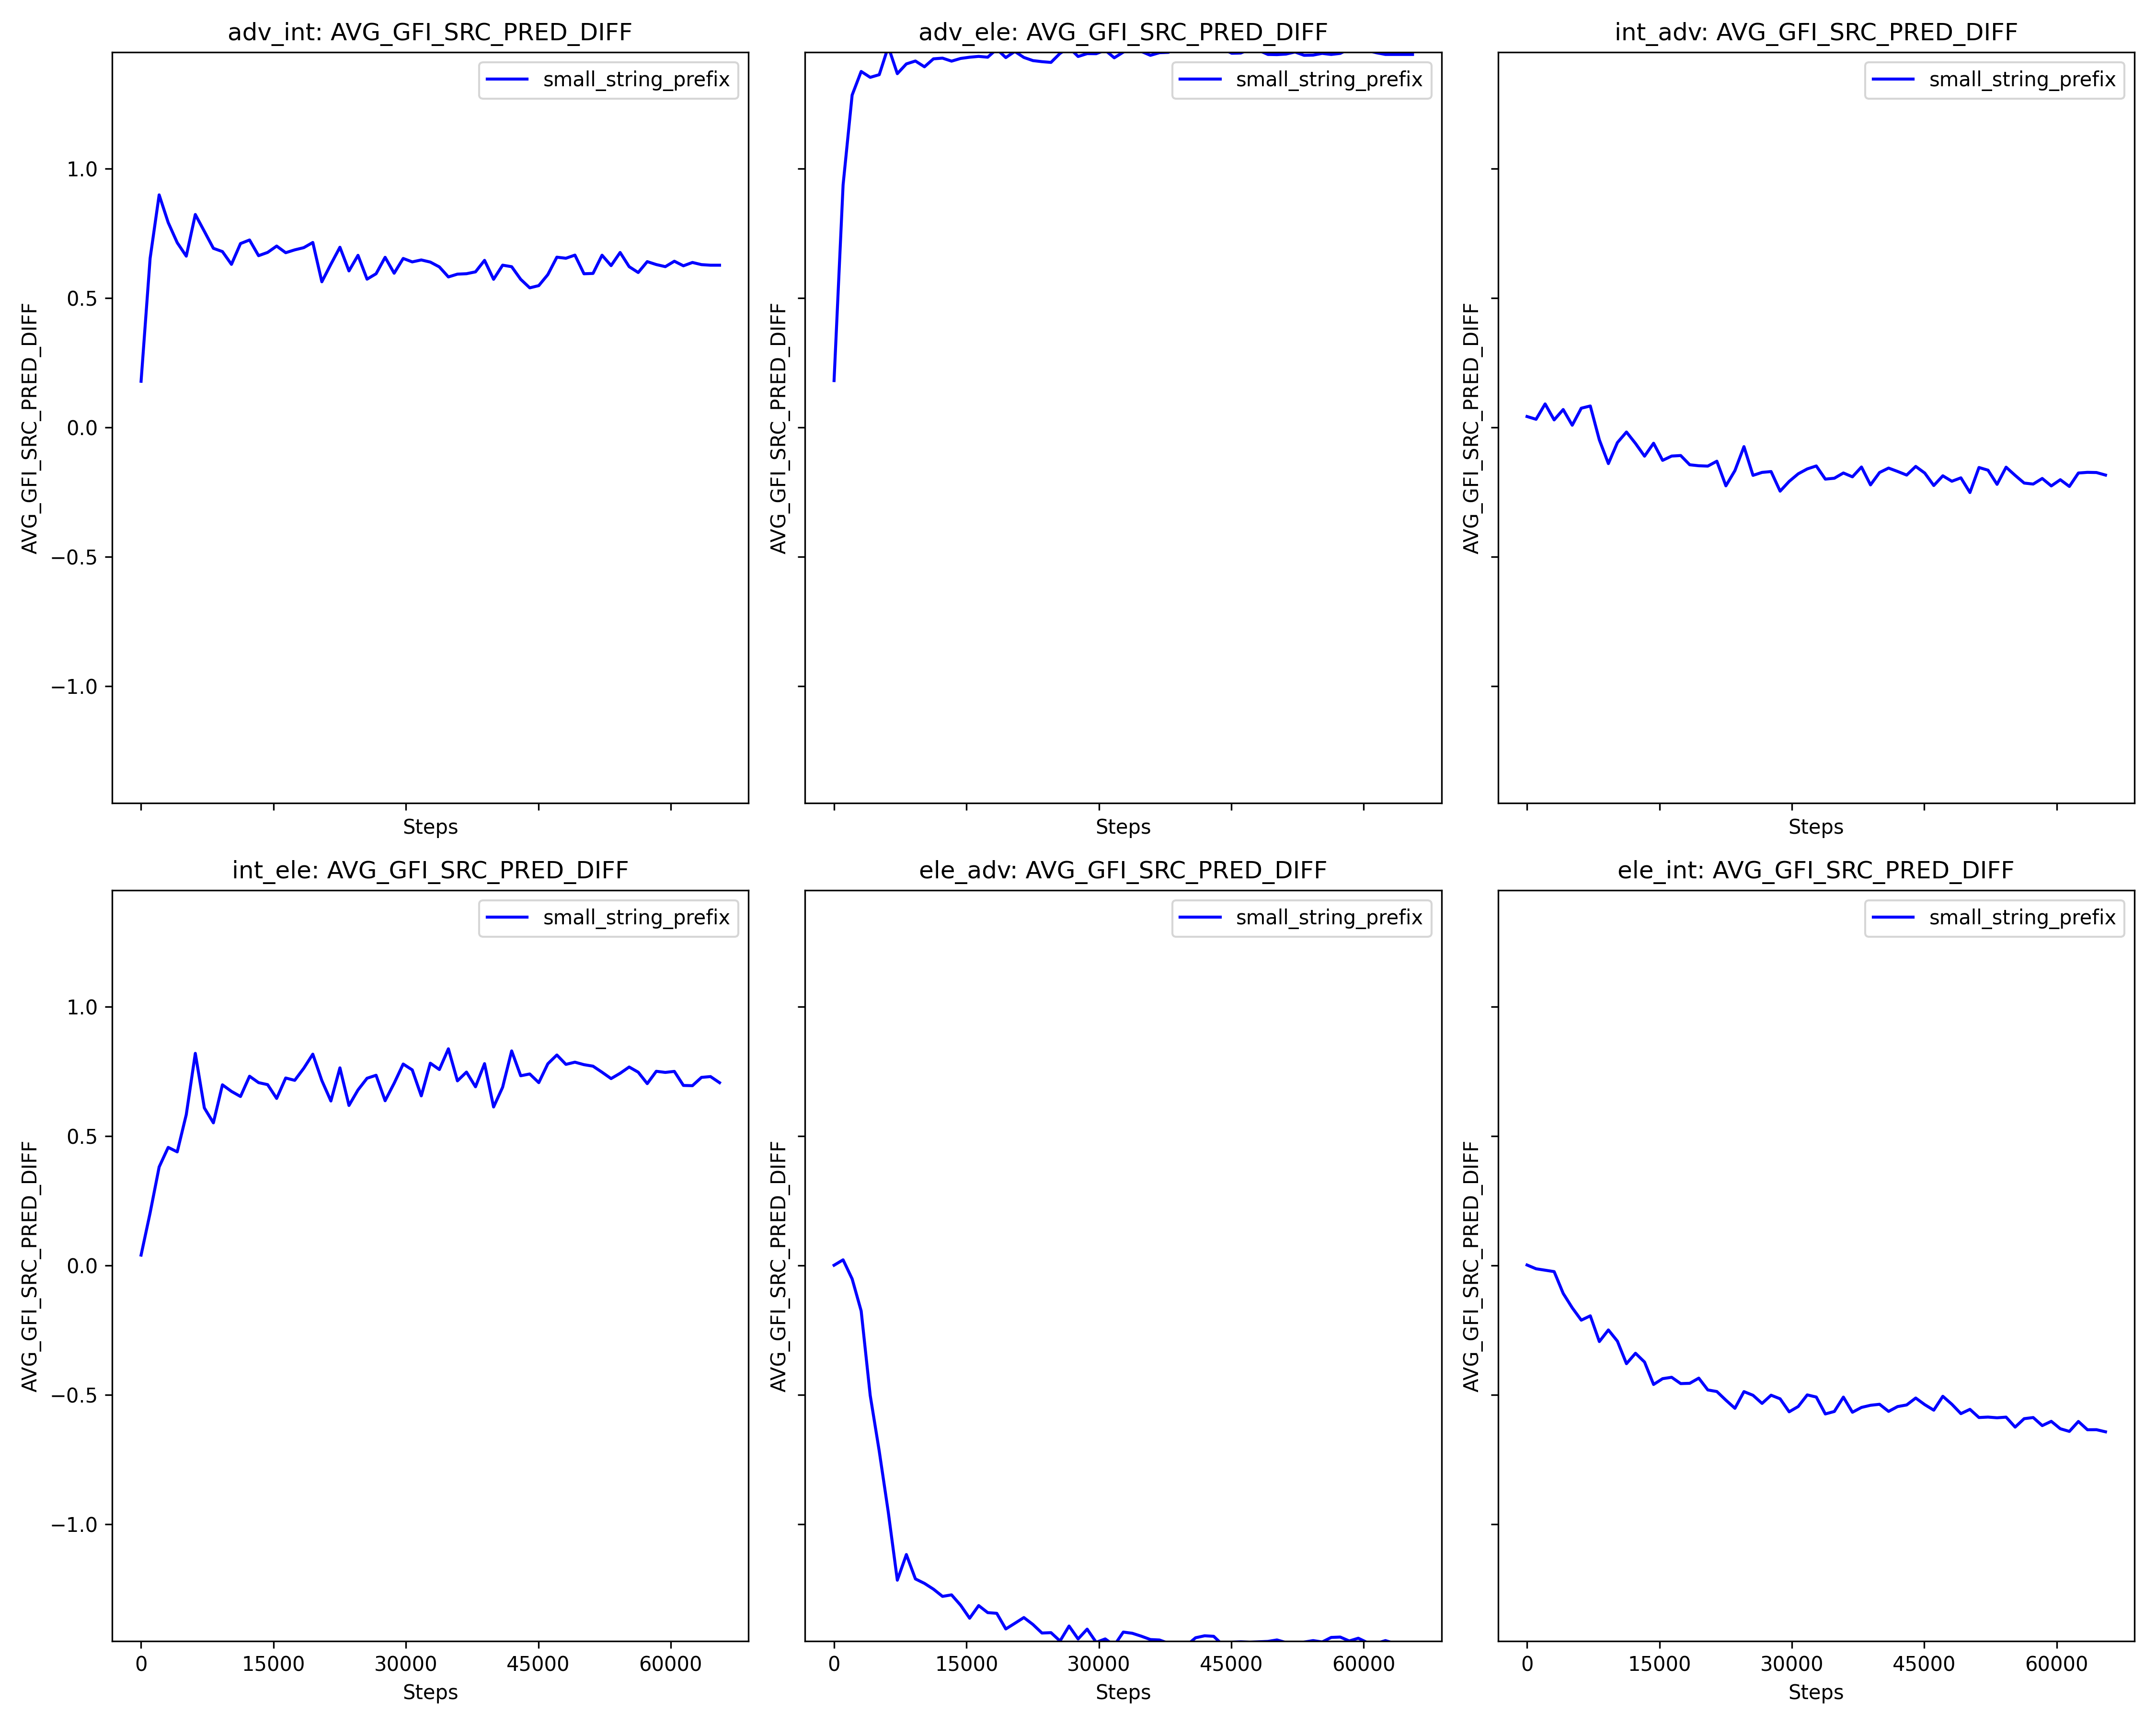 adv_int: AVG_GFI_SRC_PRED_DIFF
adv_ele: AVG_GFI_SRC_PRED_DIFF
int_adv: AVG_GFI_SRC_PRED_DIFF
small_string_prefix
small_string_prefix
small_string_prefix
1.0
0.5
0.0
−0.5
−1.0
AVG_GFI_SRC_PRED_DIFF
AVG_GFI_SRC_PRED_DIFF
AVG_GFI_SRC_PRED_DIFF
Steps
Steps
Steps
int_ele: AVG_GFI_SRC_PRED_DIFF
ele_adv: AVG_GFI_SRC_PRED_DIFF
ele_int: AVG_GFI_SRC_PRED_DIFF
small_string_prefix
small_string_prefix
small_string_prefix
1.0
0.5
0.0
−0.5
−1.0
AVG_GFI_SRC_PRED_DIFF
AVG_GFI_SRC_PRED_DIFF
AVG_GFI_SRC_PRED_DIFF
0 15000 30000 45000 60000
0 15000 30000 45000 60000
0 15000 30000 45000 60000
Steps
Steps
Steps